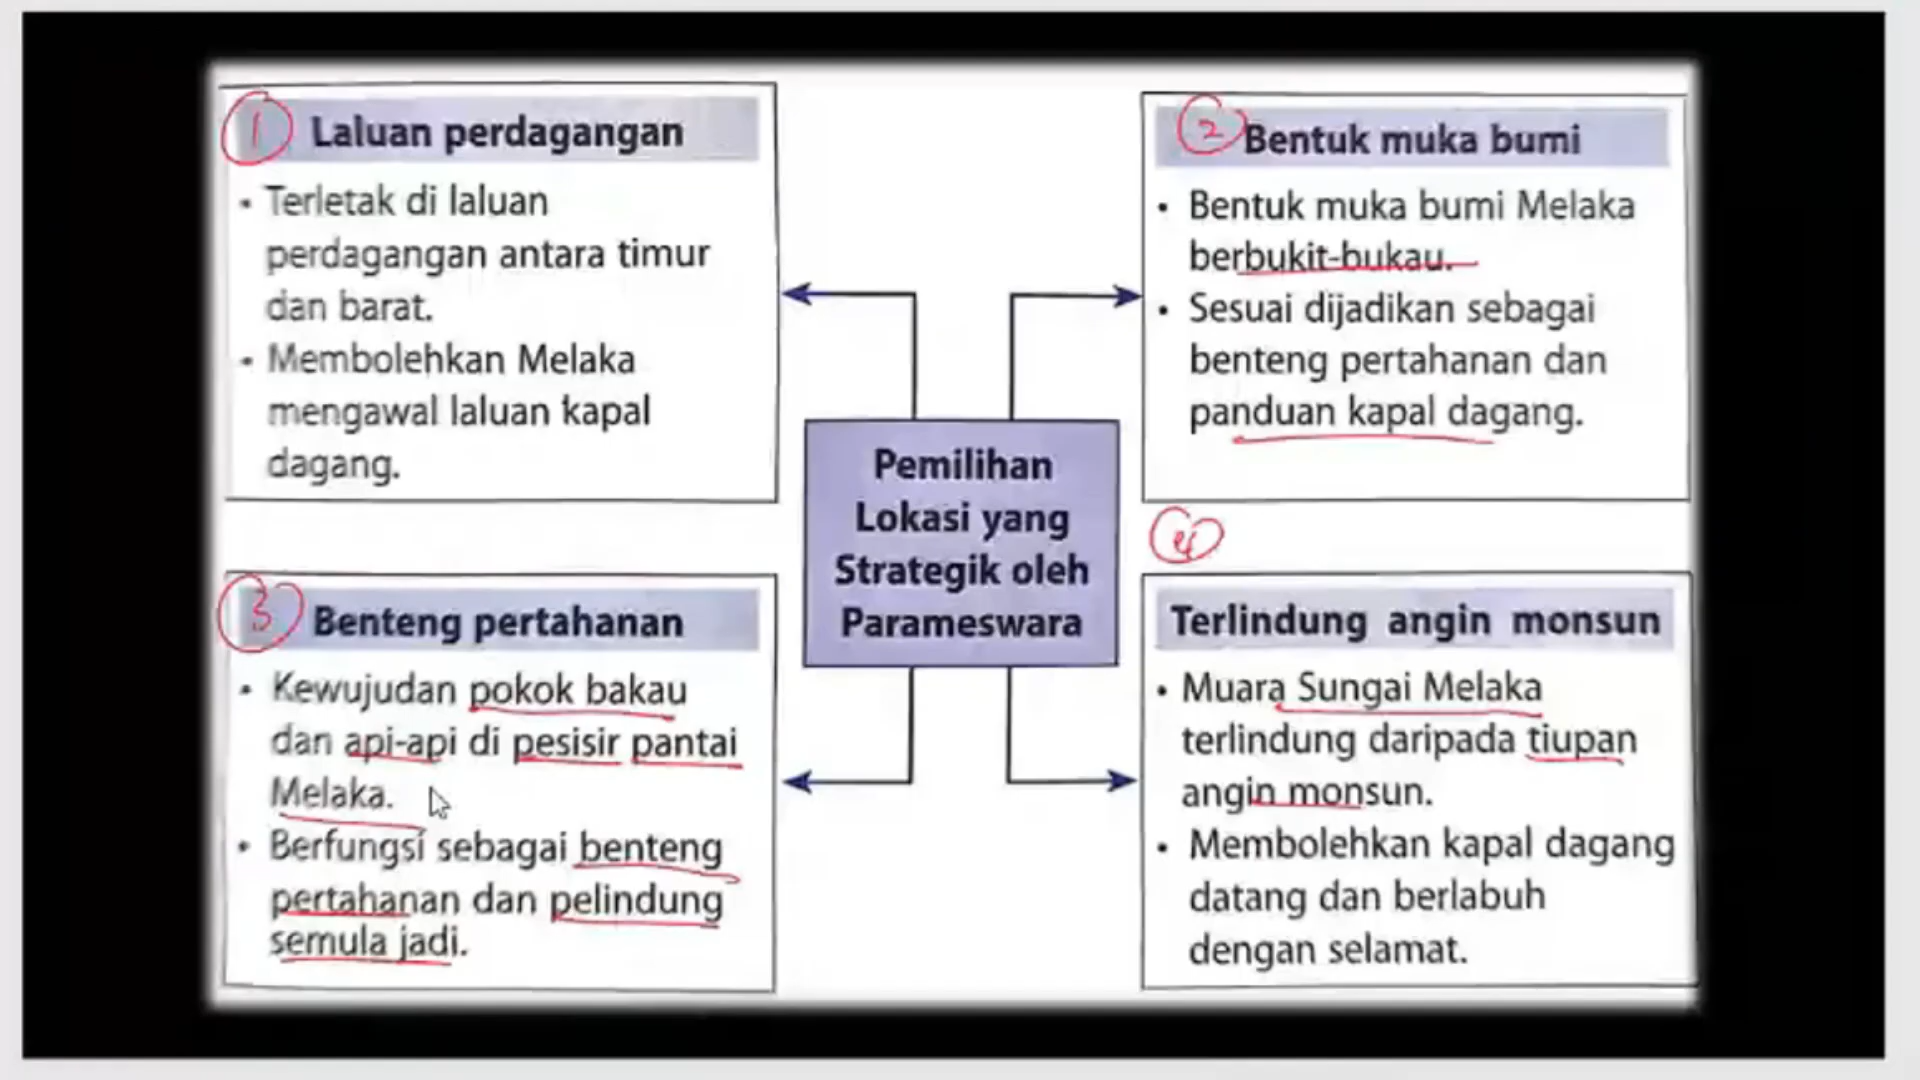 1 Laluan perdagangan
• Terletak di laluan
perdagangan antara timur
dan barat.
• Membolehkan Melaka
mengawal laluan kapal
dagang.
2 Bentuk muka bumi
• Bentuk muka bumi Melaka
berbukit-bukau.
• Sesuai dijadikan sebagai
benteng pertahanan dan
panduan kapal dagang.
Pemilihan
Lokasi yang
Strategik oleh
Parameswara
3 Benteng pertahanan
• Kewujudan pokok bakau
dan api-api di pesisir pantai
Melaka.
• Berfungsi sebagai benteng
pertahanan dan pelindung
semula jadi.
4
Terlindung angin monsun
• Muara Sungai Melaka
terlindung daripada tiupan
angin monsun.
• Membolehkan kapal dagang
datang dan berlabuh
dengan selamat.